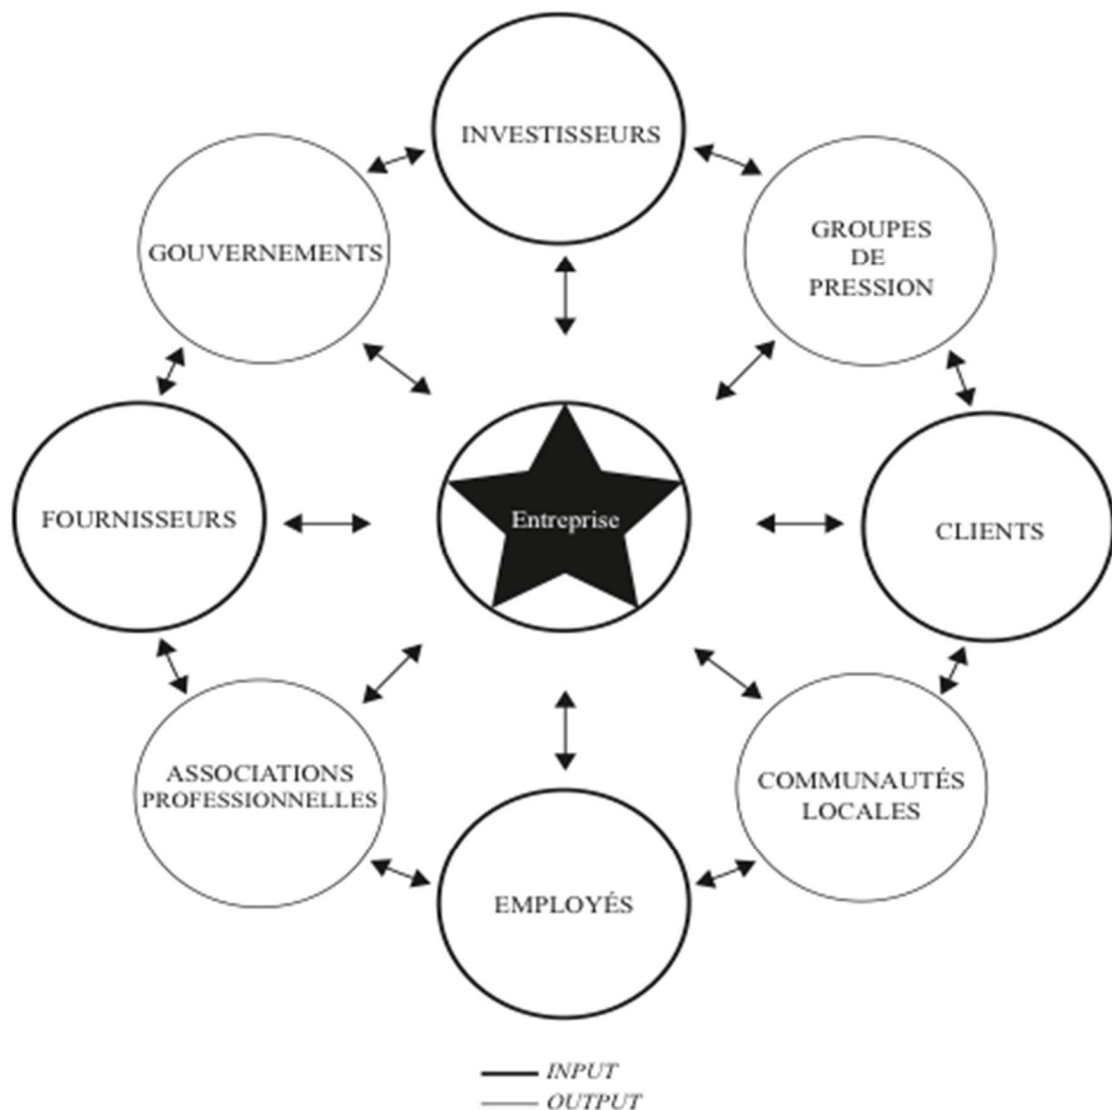 INVESTISSEURS
GOUVERNEMENTS
GROUPES
DE
PRESSION
FOURNISSEURS
Entreprise
CLIENTS
ASSOCIATIONS
PROFESSIONNELLES
COMMUNAUTÉS
LOCALES
EMPLOYÉS
INPUT
OUTPUT